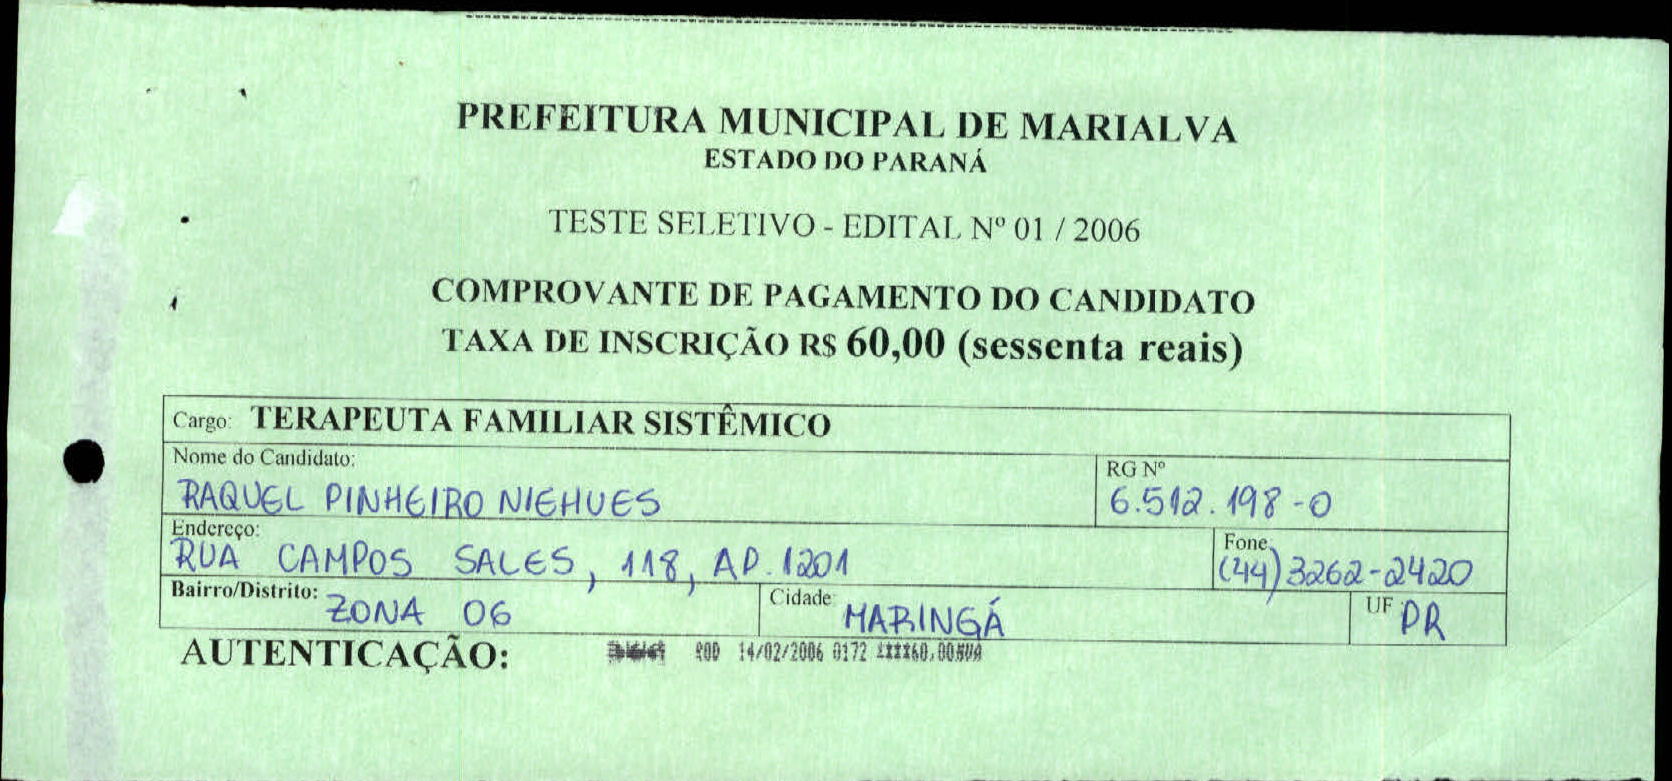 PREFEITURA MUNICIPAL DE MARIALVA
ESTADO DO PARANÁ
TESTE SELETIVO - EDITAL Nº 01 / 2006
COMPROVANTE DE PAGAMENTO DO CANDIDATO
TAXA DE INSCRIÇÃO R$ 60,00 (sessenta reais)
Cargo: TERAPEUTA FAMILIAR SISTÊMICO
Nome do Candidato: RG Nº
RAQUEL PINHEIRO NIEHUES 6.512.198-0
Endereço: Fone:
RUA CAMPOS SALES, 118, AP. 1201 (44) 3262-2420
Bairro/Distrito: ZONA 06 Cidade: MARINGÁ UF: PR
AUTENTICAÇÃO: 14/02/2006 0172